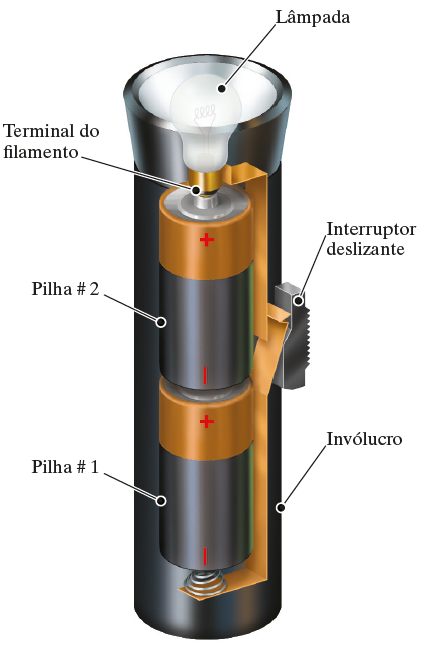 Lâmpada
Terminal do
filamento
+
Interruptor
deslizante
Pilha # 2
–
+
Invólucro
Pilha # 1
–